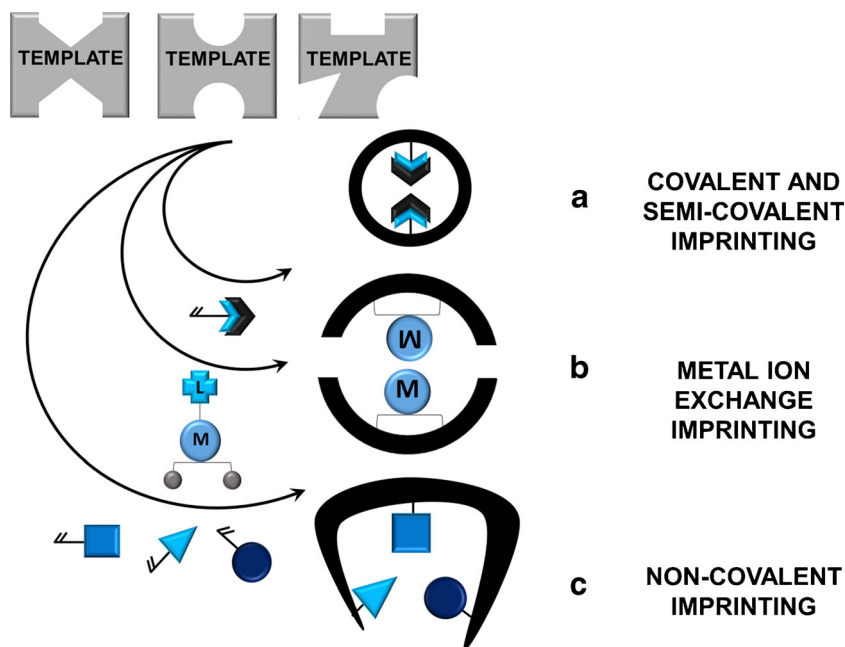 TEMPLATE
TEMPLATE
TEMPLATE
a
COVALENT AND
SEMI-COVALENT
IMPRINTING
M
L
M
M
b
METAL ION
EXCHANGE
IMPRINTING
c
NON-COVALENT
IMPRINTING